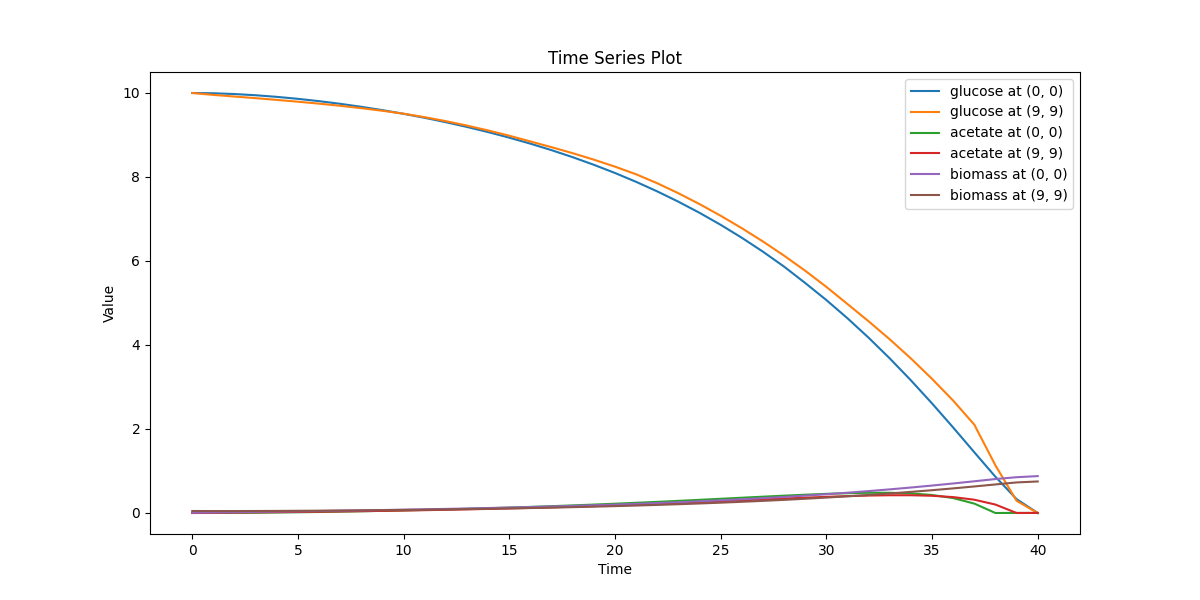 Time Series Plot
glucose at (0, 0)
glucose at (9, 9)
acetate at (0, 0)
acetate at (9, 9)
biomass at (0, 0)
biomass at (9, 9)
10
8
6
4
2
0
Value
0 5 10 15 20 25 30 35 40
Time